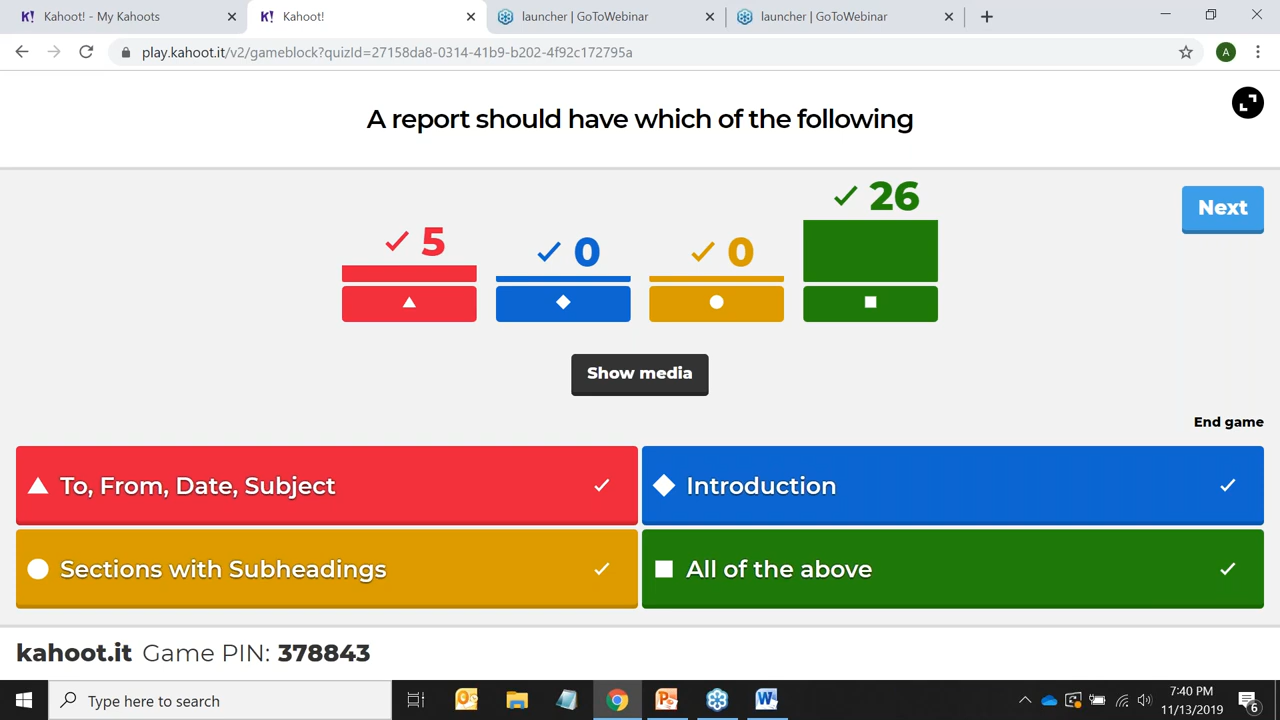 K! Kahoot! - My Kahoots
K! Kahoot!
launcher | GoToWebinar
launcher | GoToWebinar
play.kahoot.it/v2/gameblock?quizId=27158da8-0314-41b9-b202-4f92c172795a
A
A report should have which of the following
Next
5
0
0
26
Show media
End game
To, From, Date, Subject
Introduction
Sections with Subheadings
All of the above
kahoot.it Game PIN: 378843
Type here to search
7:40 PM
11/13/2019
6